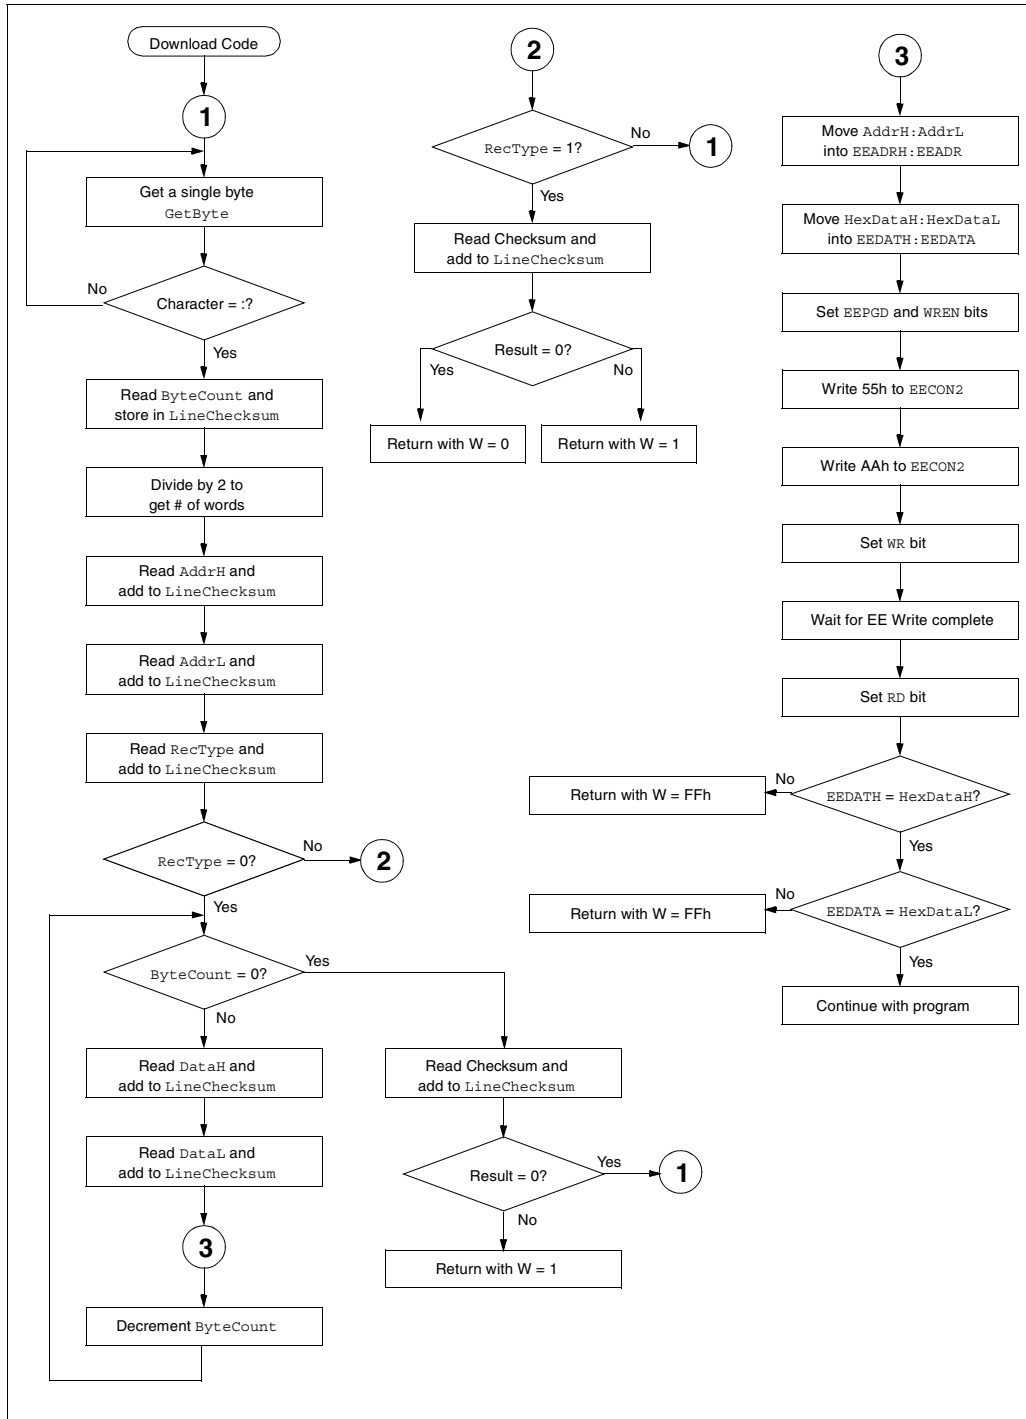 Download Code
1
Get a single byte
GetByte
No
Character = :?
Yes
Read ByteCount and
store in LineChecksum
Divide by 2 to
get # of words
Read AddrH and
add to LineChecksum
Read AddrL and
add to LineChecksum
Read RecType and
add to LineChecksum
RecType = 0?
No
2
Yes
ByteCount = 0?
Yes
No
Read DataH and
add to LineChecksum
Read DataL and
add to LineChecksum
3
Decrement ByteCount
Read Checksum and
add to LineChecksum
Result = 0?
Yes
1
No
Return with W = 1
2
RecType = 1?
No
1
Yes
Read Checksum and
add to LineChecksum
Result = 0?
Yes
No
Return with W = 0
Return with W = 1
3
Move AddrH:AddrL
into EEADRH:EEADR
Move HexDataH:HexDataL
into EEDATH:EEDATA
Set EEPGD and WREN bits
Write 55h to EECON2
Write AAh to EECON2
Set WR bit
Wait for EE Write complete
Set RD bit
EEDATH = HexDataH?
No
Return with W = FFh
Yes
EEDATA = HexDataL?
No
Return with W = FFh
Yes
Continue with program